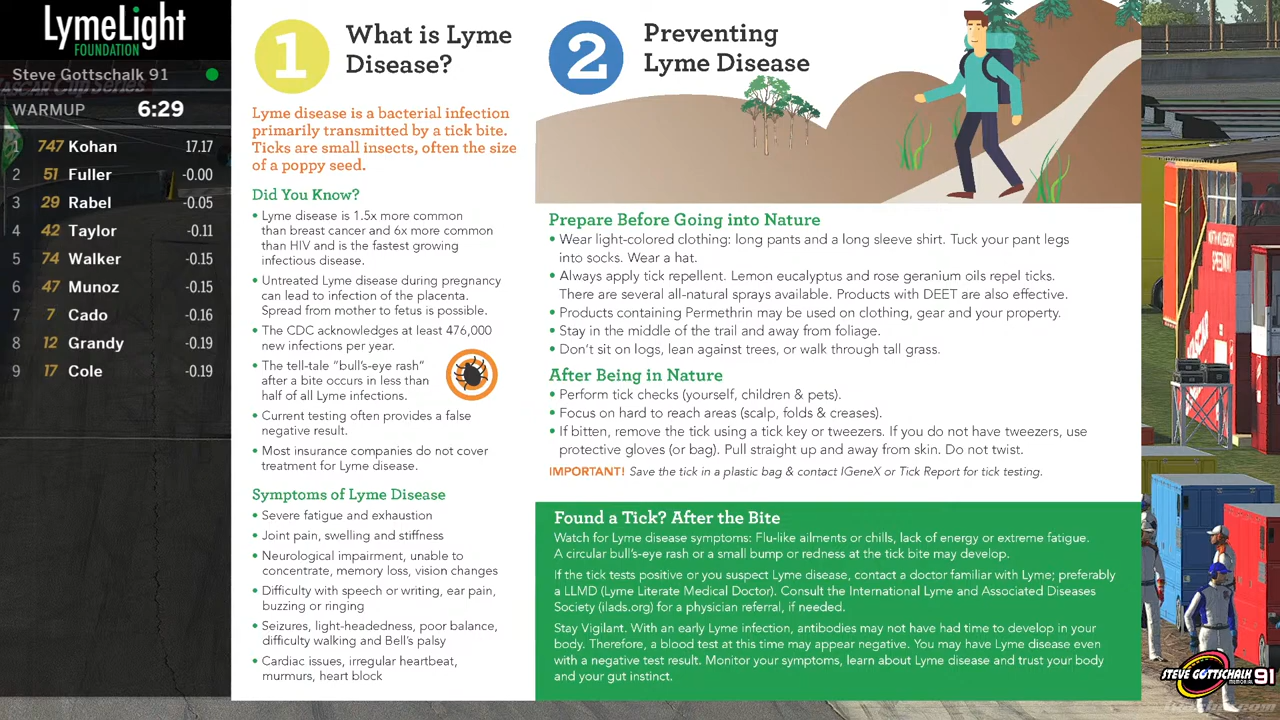 LymeLight
FOUNDATION
Steve Gottschalk 91
WARMUP 6:29
1 747 Kohan 17.17
2 51 Fuller -0.00
3 29 Rabel -0.05
4 42 Taylor -0.11
5 74 Walker -0.15
6 47 Munoz -0.15
7 7 Cado -0.16
8 12 Grandy -0.19
9 17 Cole -0.19
1 What is Lyme
Disease?
Lyme disease is a bacterial infection
primarily transmitted by a tick bite.
Ticks are small insects, often the size
of a poppy seed.
Did You Know?
• Lyme disease is 1.5x more common
than breast cancer and 6x more common
than HIV and is the fastest growing
infectious disease.
• Untreated Lyme disease during pregnancy
can lead to infection of the placenta.
Spread from mother to fetus is possible.
• The CDC acknowledges at least 476,000
new infections per year.
• The tell-tale "bull's-eye rash"
after a bite occurs in less than
half of all Lyme infections.
• Current testing often provides a false
negative result.
• Most insurance companies do not cover
treatment for Lyme disease.
Symptoms of Lyme Disease
• Severe fatigue and exhaustion
• Joint pain, swelling and stiffness
• Neurological impairment, unable to
concentrate, memory loss, vision changes
• Difficulty with speech or writing, ear pain,
buzzing or ringing
• Seizures, light-headedness, poor balance,
difficulty walking and Bell's palsy
• Cardiac issues, irregular heartbeat,
murmurs, heart block
2 Preventing
Lyme Disease
Prepare Before Going into Nature
• Wear light-colored clothing: long pants and a long sleeve shirt. Tuck your pant legs
into socks. Wear a hat.
• Always apply tick repellent. Lemon eucalyptus and rose geranium oils repel ticks.
There are several all-natural sprays available. Products with DEET are also effective.
• Products containing Permethrin may be used on clothing, gear and your property.
• Stay in the middle of the trail and away from foliage.
• Don't sit on logs, lean against trees, or walk through tall grass.
After Being in Nature
• Perform tick checks (yourself, children & pets).
• Focus on hard to reach areas (scalp, folds & creases).
• If bitten, remove the tick using a tick key or tweezers. If you do not have tweezers, use
protective gloves (or bag). Pull straight up and away from skin. Do not twist.
IMPORTANT! Save the tick in a plastic bag & contact IGeneX or Tick Report for tick testing.
Found a Tick? After the Bite
Watch for Lyme disease symptoms: Flu-like ailments or chills, lack of energy or extreme fatigue.
A circular bull's-eye rash or a small bump or redness at the tick bite may develop.
If the tick tests positive or you suspect Lyme disease, contact a doctor familiar with Lyme; preferably
a LLMD (Lyme Literate Medical Doctor). Consult the International Lyme and Associated Diseases
Society (ilads.org) for a physician referral, if needed.
Stay Vigilant. With an early Lyme infection, antibodies may not have had time to develop in your
body. Therefore, a blood test at this time may appear negative. You may have Lyme disease even
with a negative test result. Monitor your symptoms, learn about Lyme disease and trust your body
and your gut instinct.
SPEEDWAY
STEVE GOTTSCHALK 91
MEMORIAL